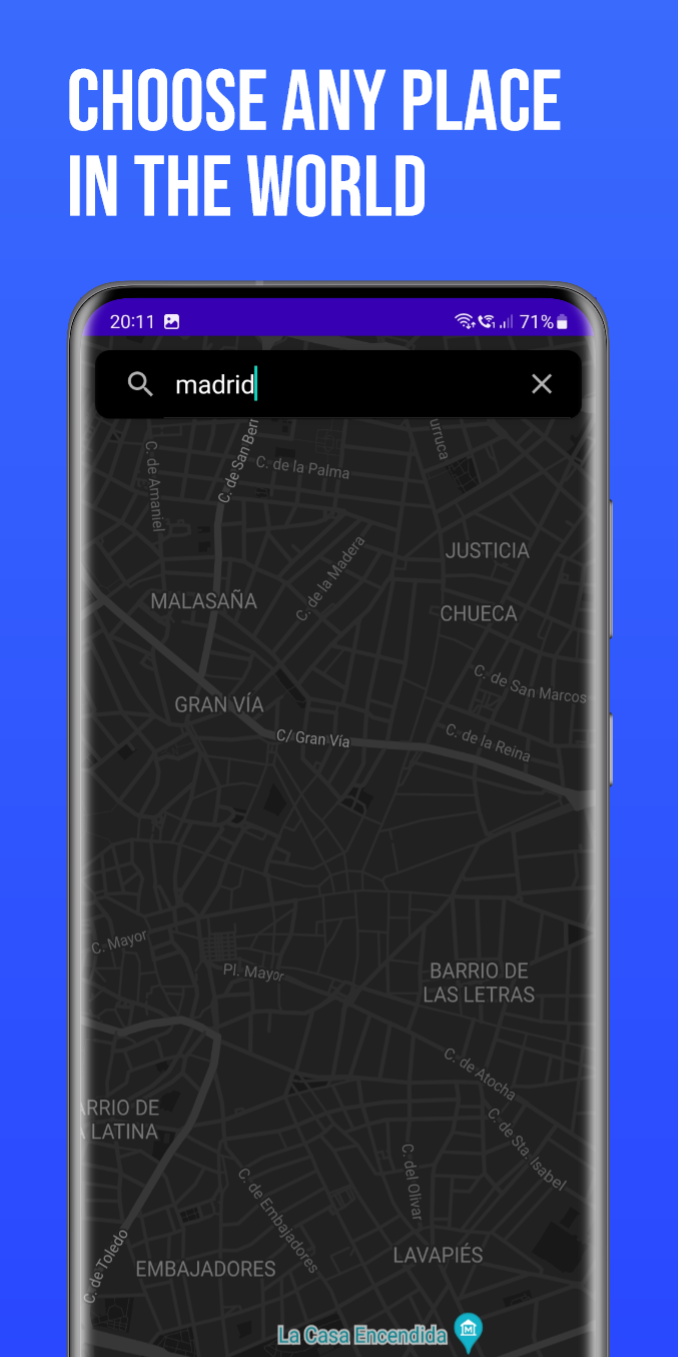 CHOOSE ANY PLACE
IN THE WORLD
20:11
71%
madrid
C. de San Berr
urruca
C. de la Palma
C. de Amaniel
C. de la Madera
JUSTICIA
MALASAÑA
CHUECA
C. de San Marcos
GRAN VÍA
C/ Gran Vía
C. de la Reina
C. Mayor
Pl. Mayor
BARRIO DE
LAS LETRAS
C. de Atocha
ARRIO DE
A LATINA
C. de Sta. Isabel
C. del Olivar
C. de Embajadores
C. de Toledo
LAVAPIÉS
EMBAJADORES
La Casa Encendida